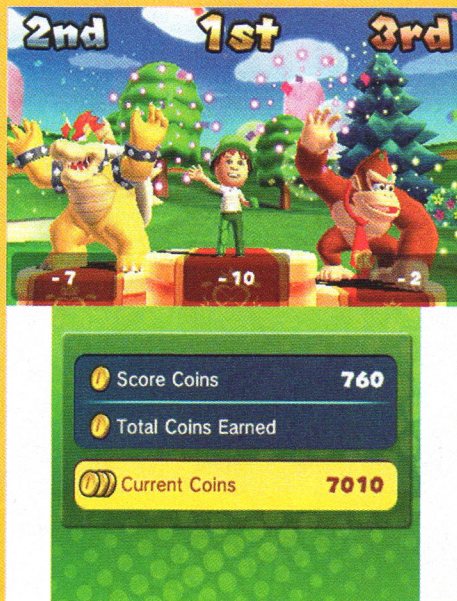 2nd 1st 3rd
-7 -10 -2
Score Coins 760
Total Coins Earned
Current Coins 7010